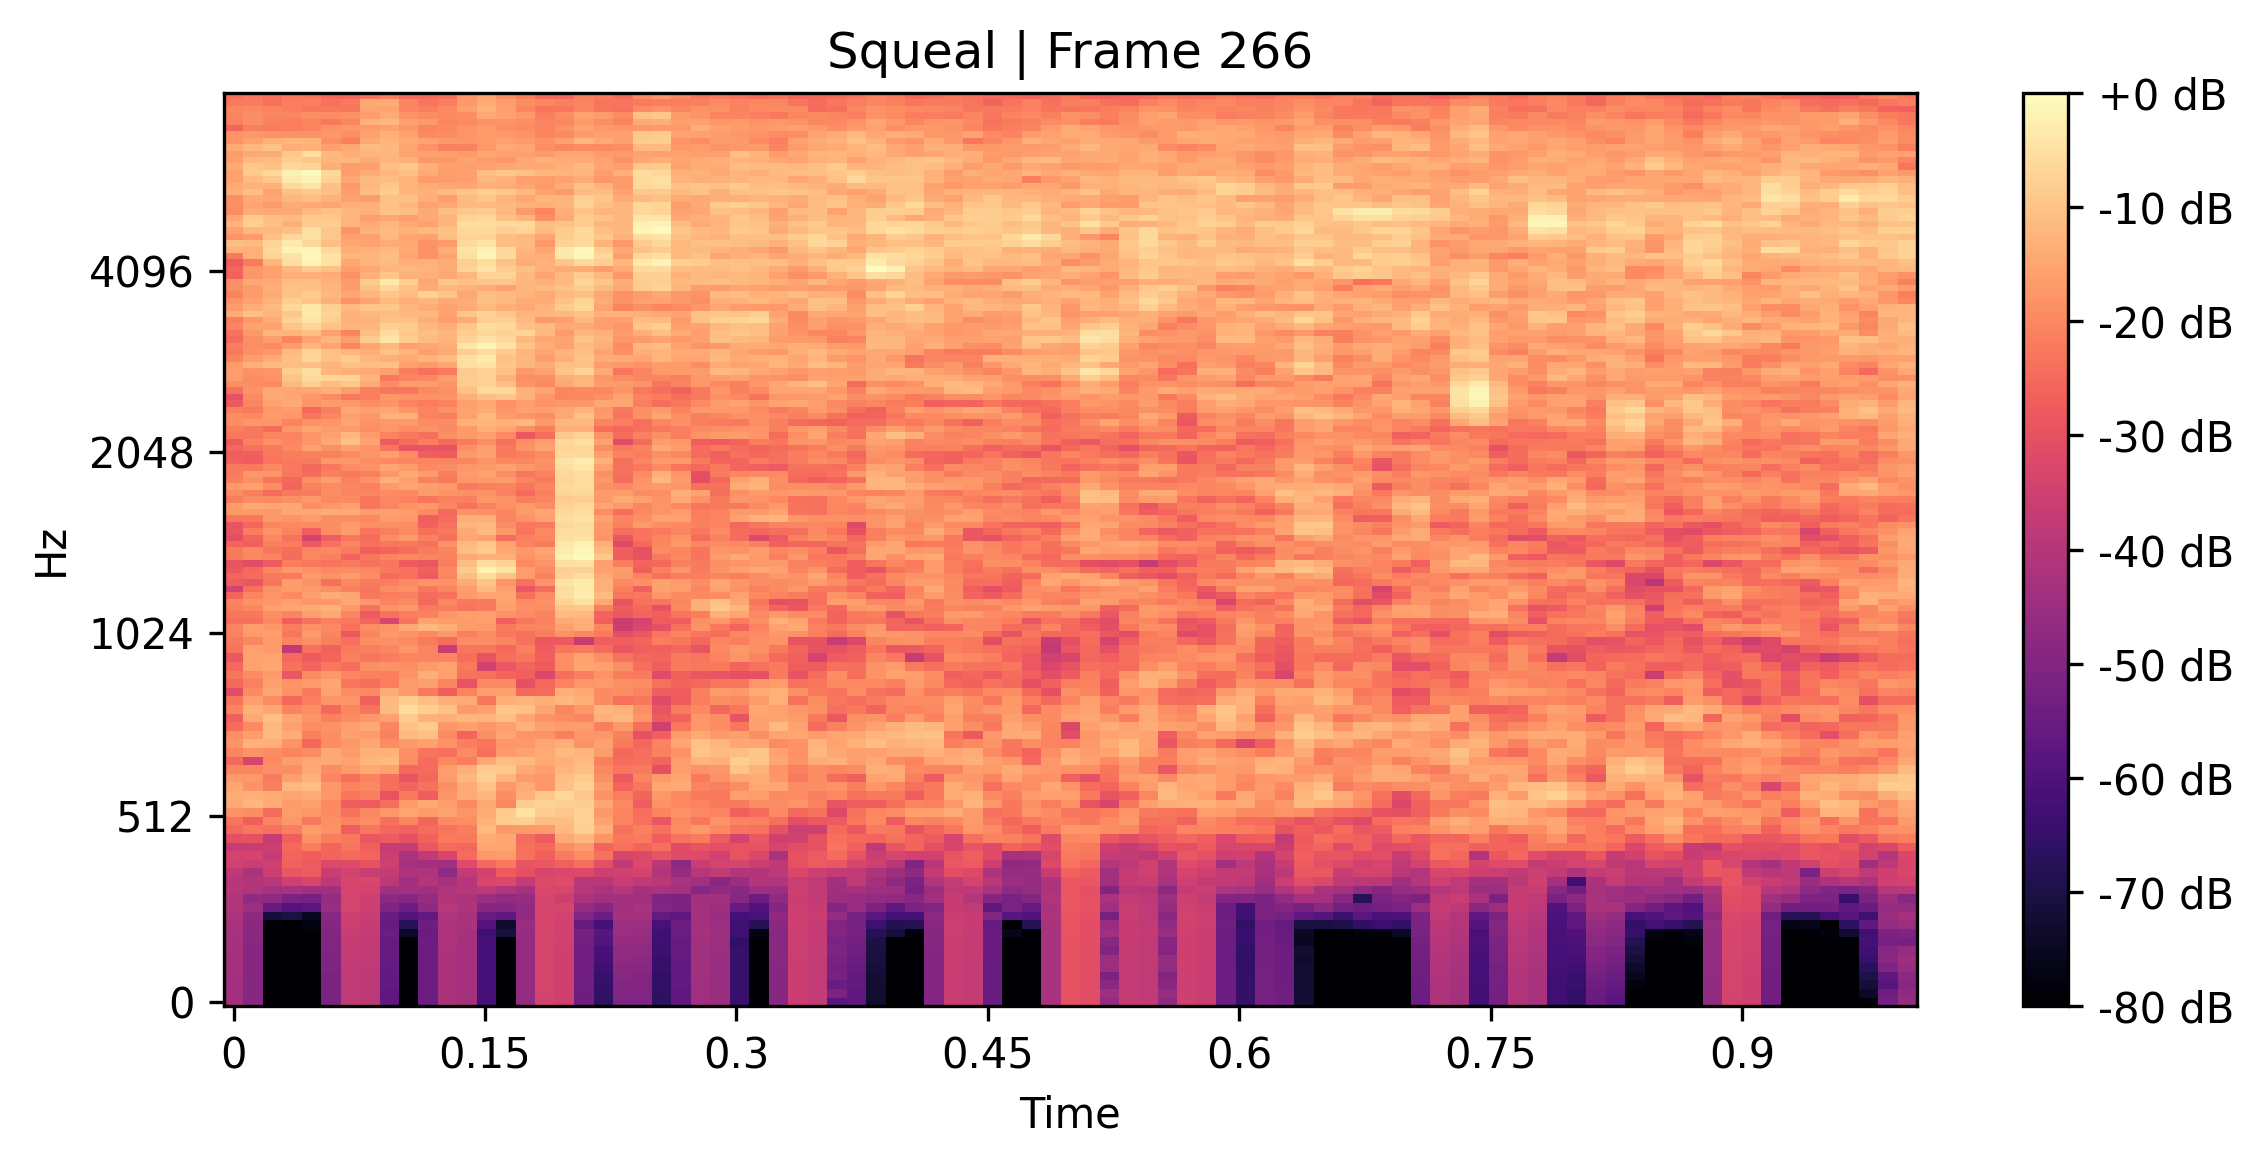 Squeal | Frame 266
Hz
4096
2048
1024
512
0
0 0.15 0.3 0.45 0.6 0.75 0.9
Time
+0 dB
-10 dB
-20 dB
-30 dB
-40 dB
-50 dB
-60 dB
-70 dB
-80 dB